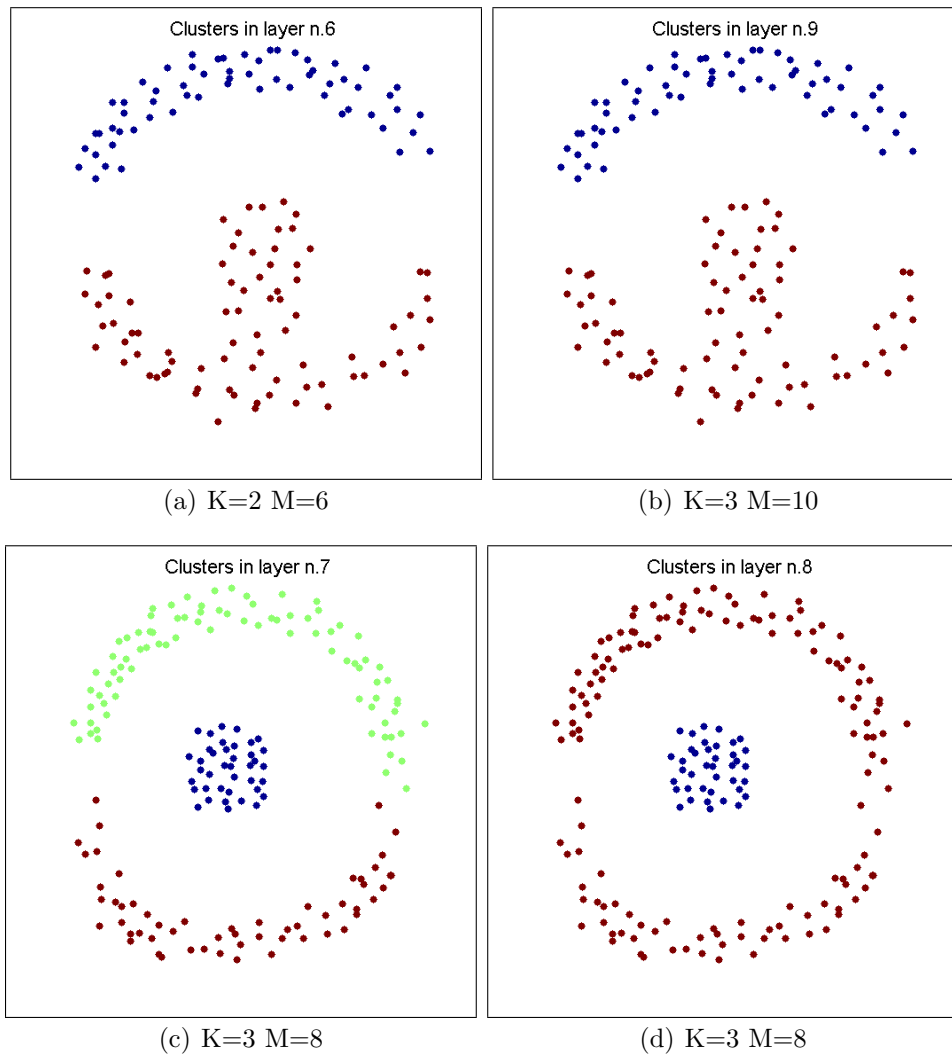 Clusters in layer n.6
Clusters in layer n.9
(a) K=2 M=6
(b) K=3 M=10
Clusters in layer n.7
Clusters in layer n.8
(c) K=3 M=8
(d) K=3 M=8